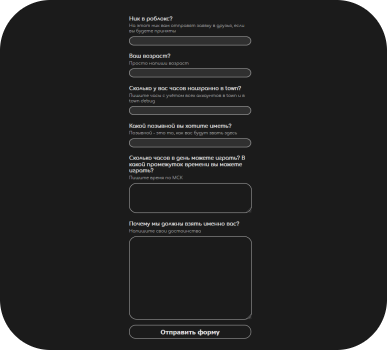 Ник в роблокс?
На этот ник вам отправят заявку в друзья, если
вы будете приняты
Ваш возраст?
Просто напиши возраст
Сколько у вас часов наиграно в town?
Пишите часы с учётом всех аккаунтов в town и в
town debug
Какой позывной вы хотите иметь?
Позывной - это то, как вас будут звать здесь
Сколько часов в день можете играть? В
какой промежуток времени вы можете
играть?
Пишите время по МСК
Почему мы должны взять именно вас?
Напишите свои достоинства
Отправить форму